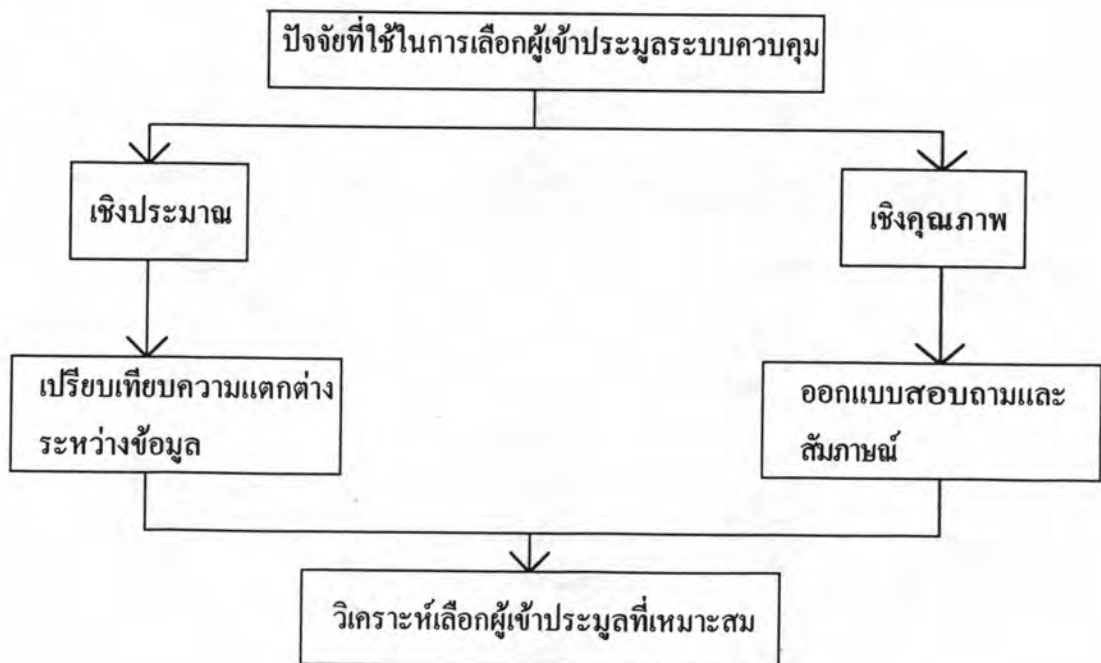 ปัจจัยที่ใช้ในการเลือกผู้เข้าประมูลระบบควบคุม
เชิงประมาณ
เชิงคุณภาพ
เปรียบเทียบความแตกต่าง
ระหว่างข้อมูล
ออกแบบสอบถามและ
สัมภาษณ์
วิเคราะห์เลือกผู้เข้าประมูลที่เหมาะสม